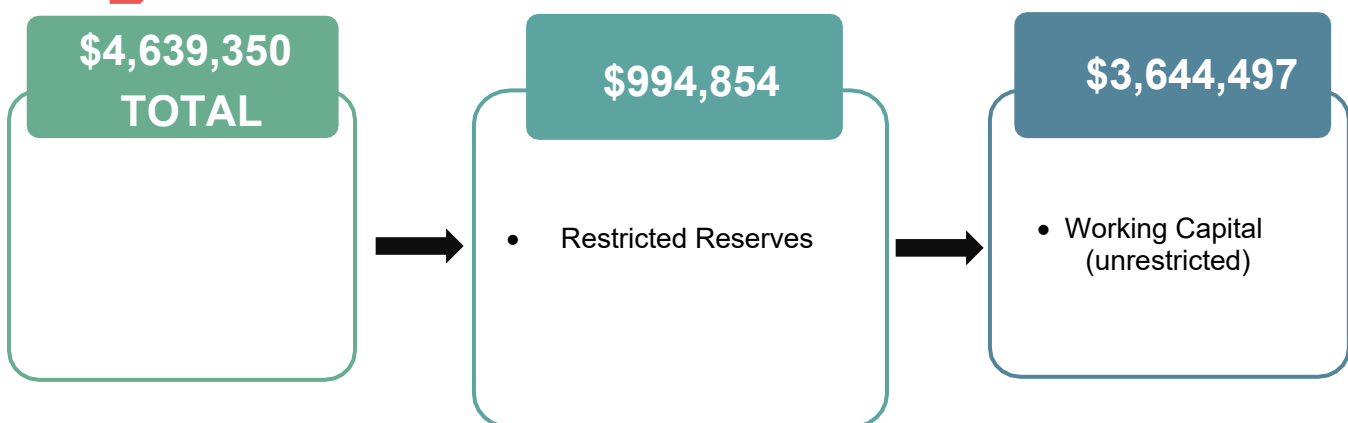 $4,639,350
TOTAL
$994,854
• Restricted Reserves
$3,644,497
• Working Capital
(unrestricted)